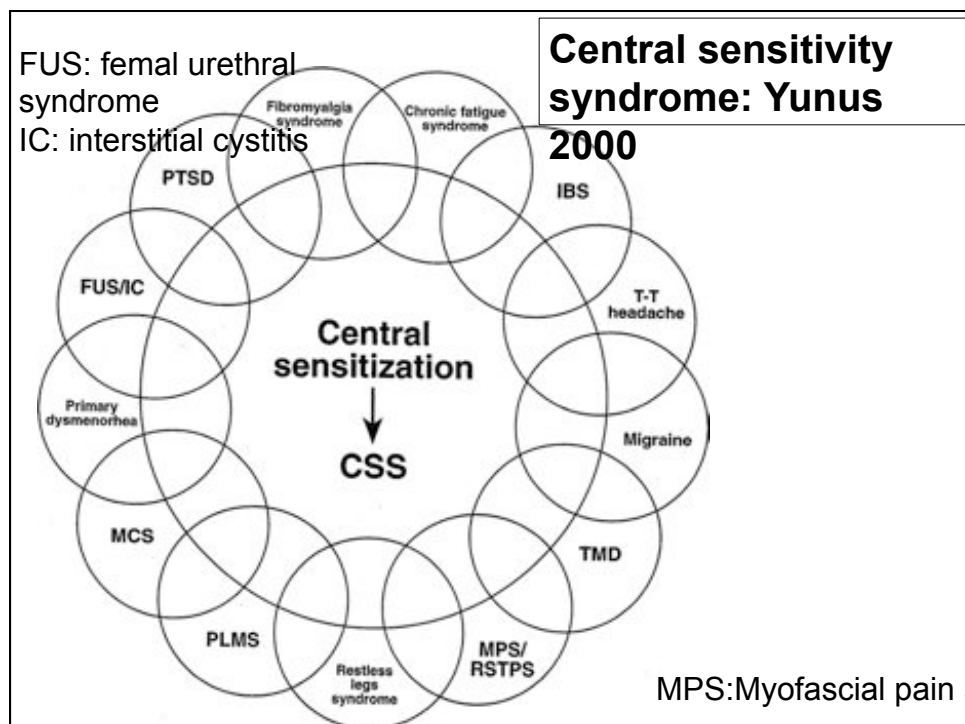 FUS: femal urethral
syndrome
IC: interstitial cystitis
Central sensitivity
syndrome: Yunus
2000
Fibromyalgia
syndrome
Chronic fatigue
syndrome
PTSD
IBS
FUS/IC
T-T
headache
Central
sensitization
CSS
Primary
dysmenorhea
Migraine
MCS
TMD
PLMS
Restless
legs
syndrome
MPS/
RSTPS
MPS:Myofascial pain